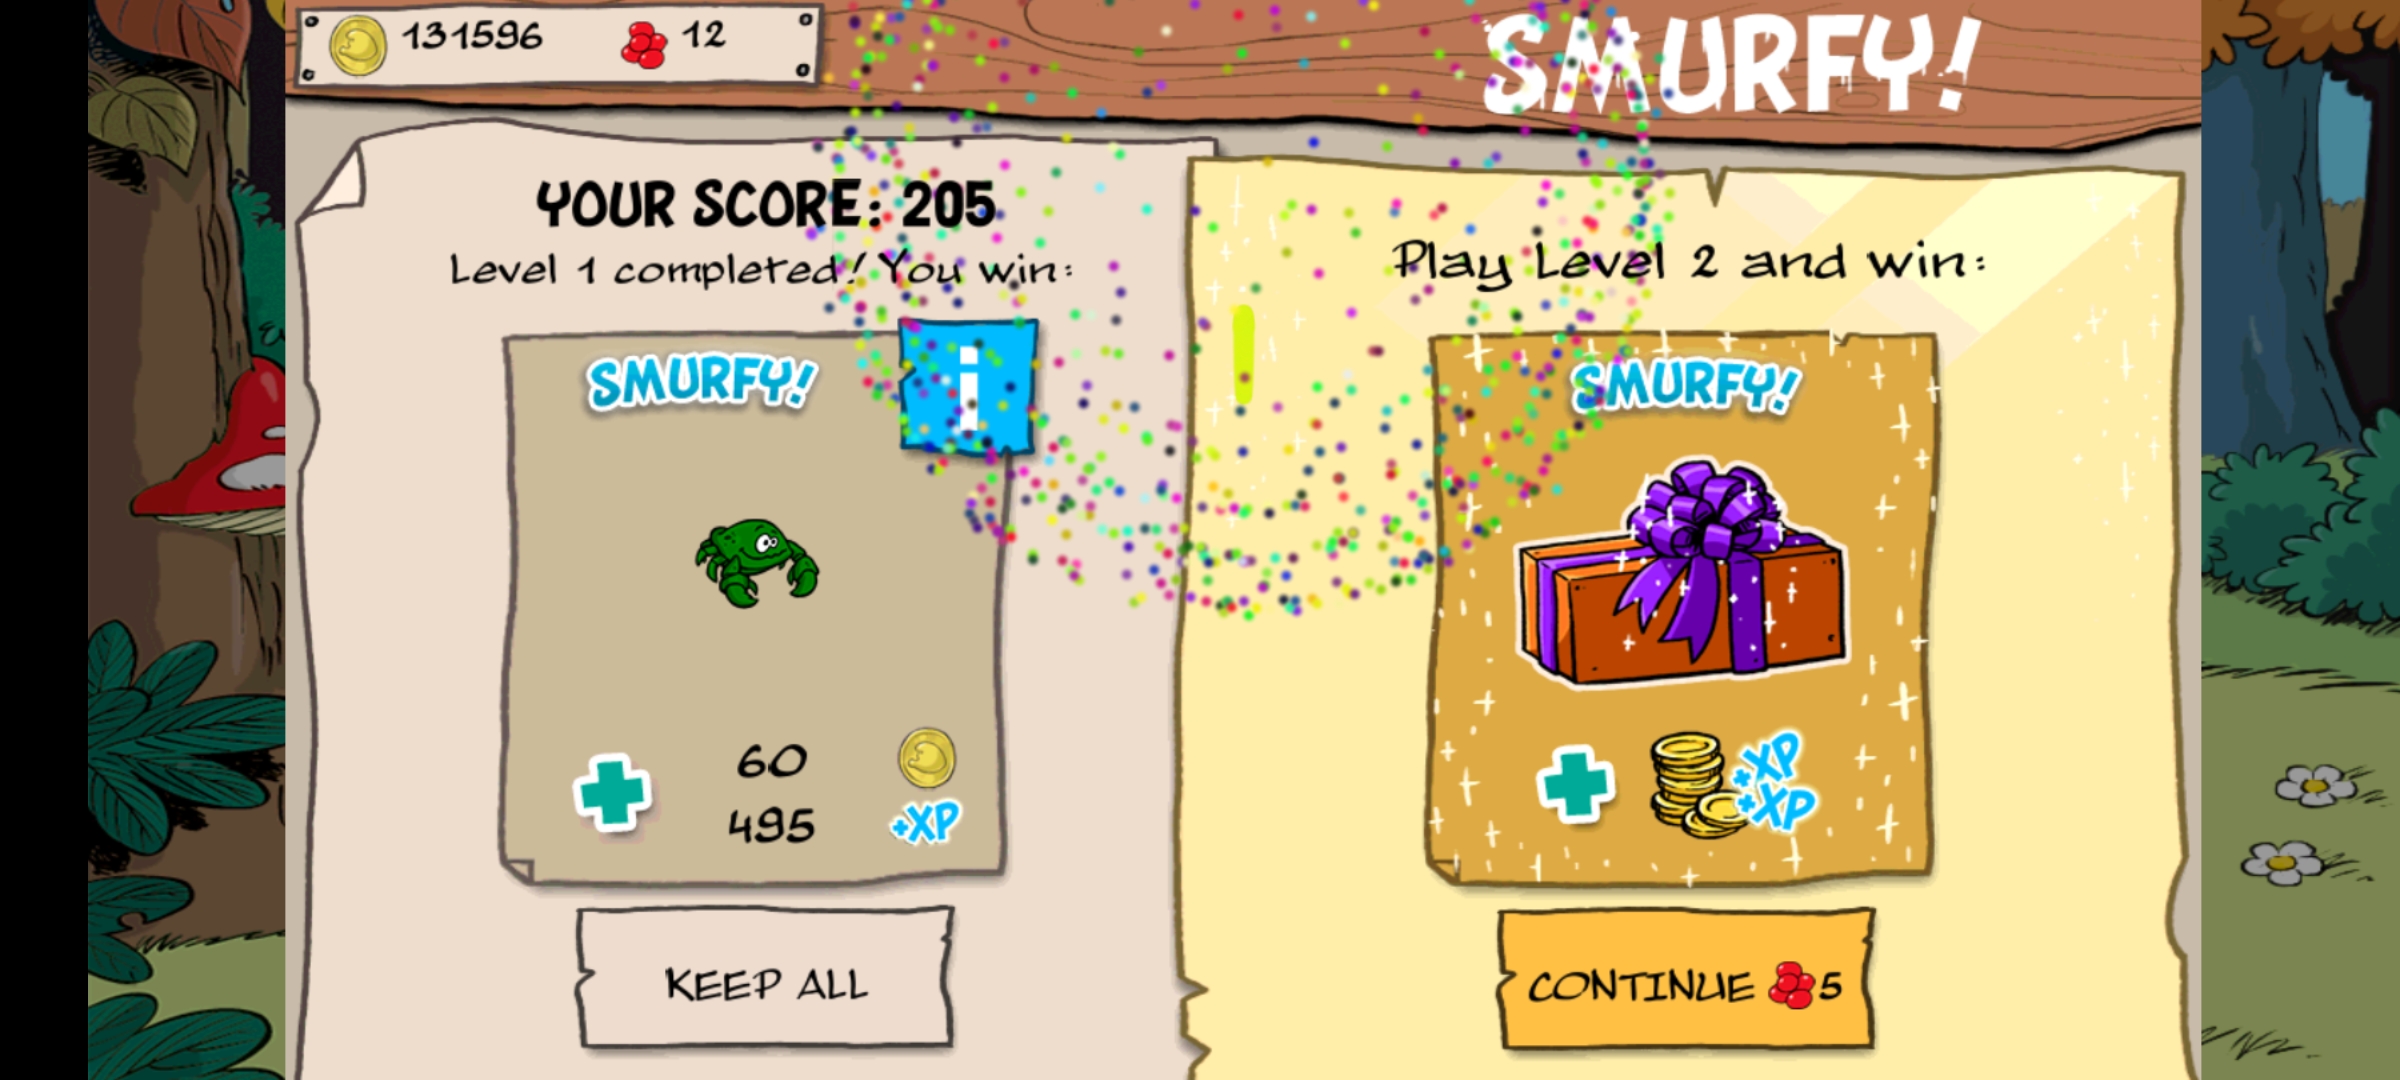 131596
12
SMURFY!
YOUR SCORE: 205
Level 1 completed! You win:
SMURFY!
i
60
495
+XP
KEEP ALL
Play Level 2 and win:
SMURFY!
+XP
+XP
CONTINUE 5